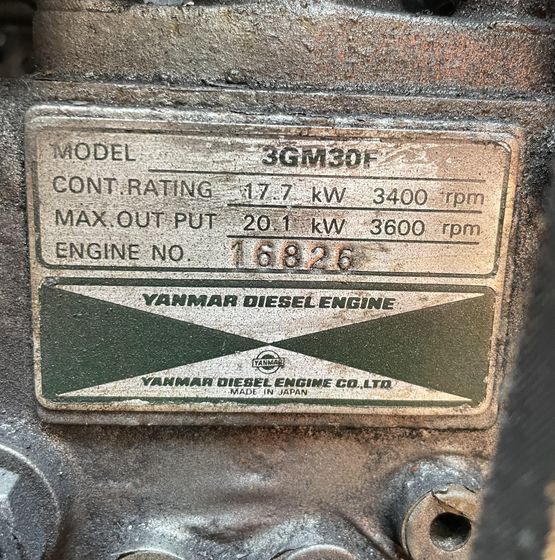 MODEL 3GM30F
CONT.RATING 17.7 kW 3400 rpm
MAX.OUT PUT 20.1 kW 3600 rpm
ENGINE NO. 16826
YANMAR DIESEL ENGINE
YANMAR
YANMAR DIESEL ENGINE CO.,LTD.
MADE IN JAPAN